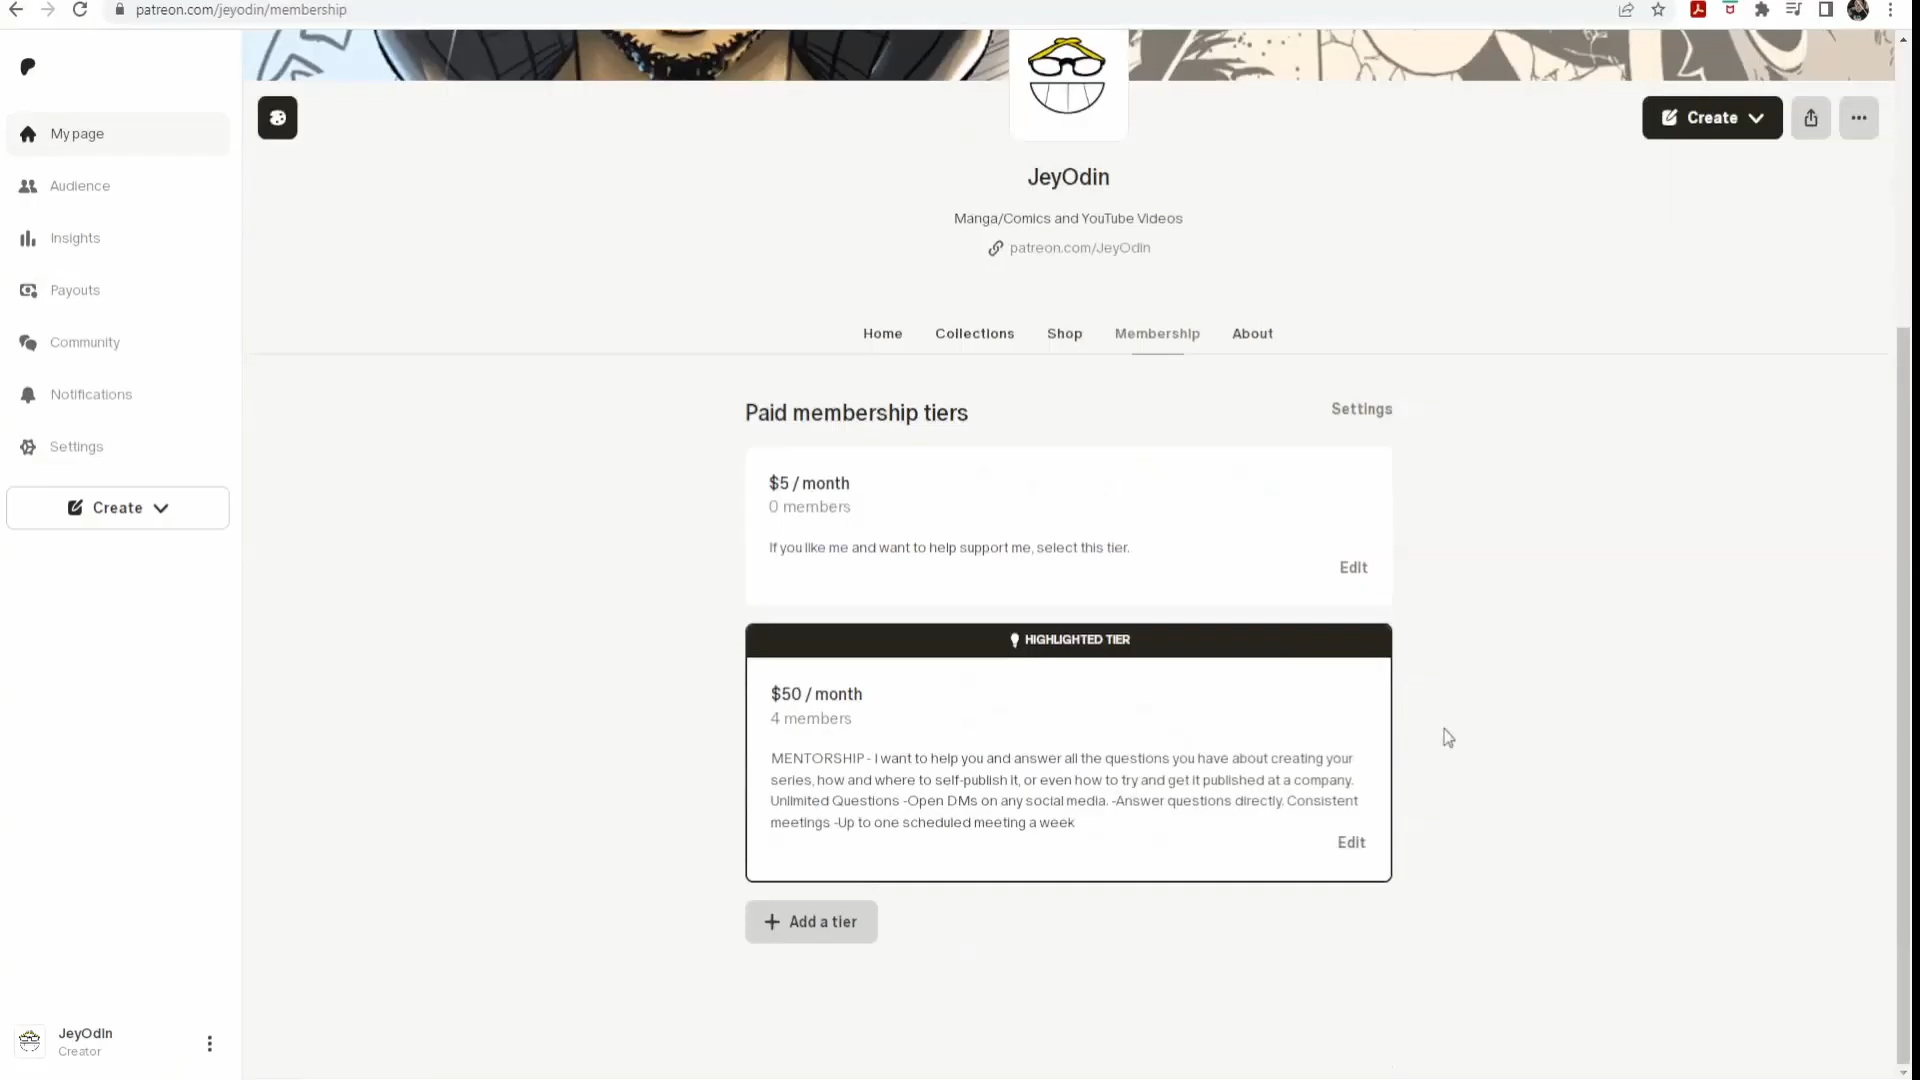 patreon.com/jeyodin/membership
My page
Audience
Insights
Payouts
Community
Notifications
Settings
Create
Create
JeyOdin
Manga/Comics and YouTube Videos
patreon.com/JeyOdin
Home Collections Shop Membership About
Paid membership tiers
Settings
$5 / month
0 members
If you like me and want to help support me, select this tier.
Edit
HIGHLIGHTED TIER
$50 / month
4 members
MENTORSHIP - I want to help you and answer all the questions you have about creating your
series, how and where to self-publish it, or even how to try and get it published at a company.
Unlimited Questions -Open DMs on any social media. -Answer questions directly. Consistent
meetings -Up to one scheduled meeting a week
Edit
+ Add a tier
JeyOdin
Creator